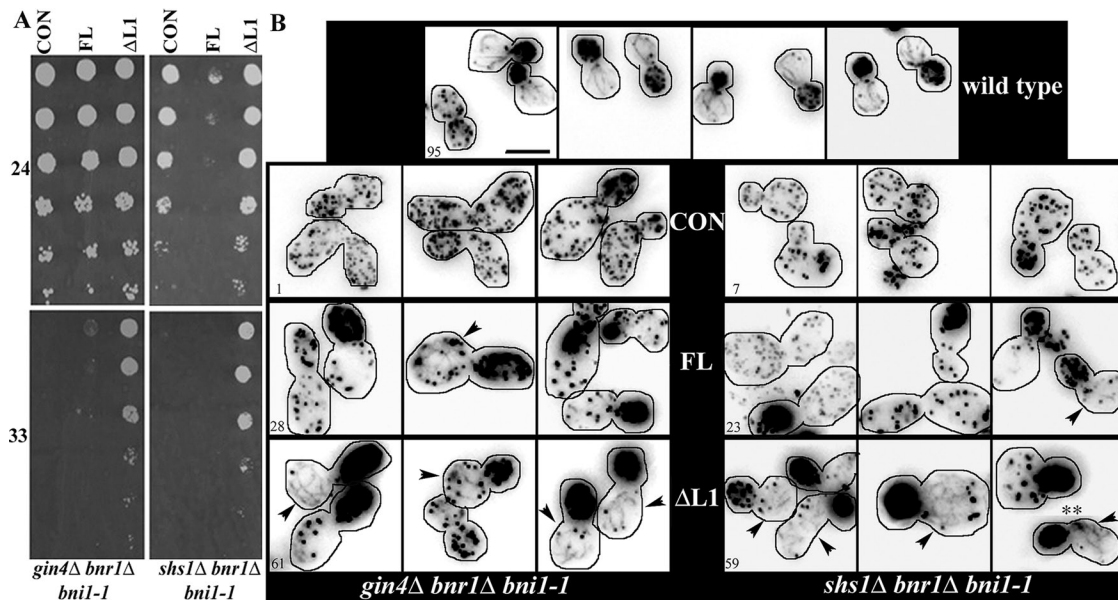 A
CON FL ΔL1 CON FL ΔL1
24
33
gin4Δ bnr1Δ bni1-1
shs1Δ bnr1Δ bni1-1
B
wild type
95
CON
1
7
FL
28
23
ΔL1
61
59
**
gin4Δ bnr1Δ bni1-1
shs1Δ bnr1Δ bni1-1